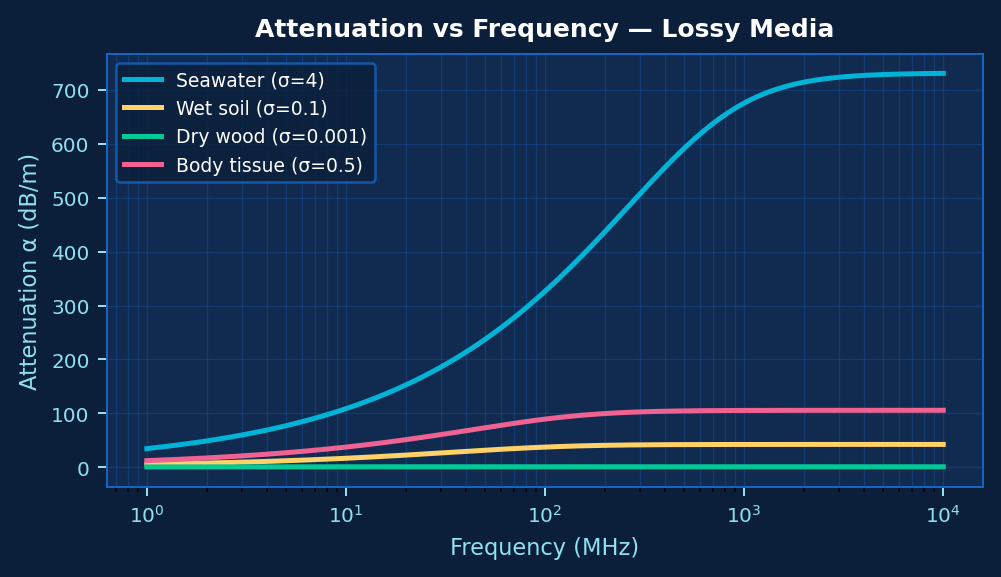 Attenuation vs Frequency — Lossy Media
Seawater (σ=4)
Wet soil (σ=0.1)
Dry wood (σ=0.001)
Body tissue (σ=0.5)
Attenuation α (dB/m)
700
600
500
400
300
200
100
0
10⁰
10¹
10²
10³
10⁴
Frequency (MHz)